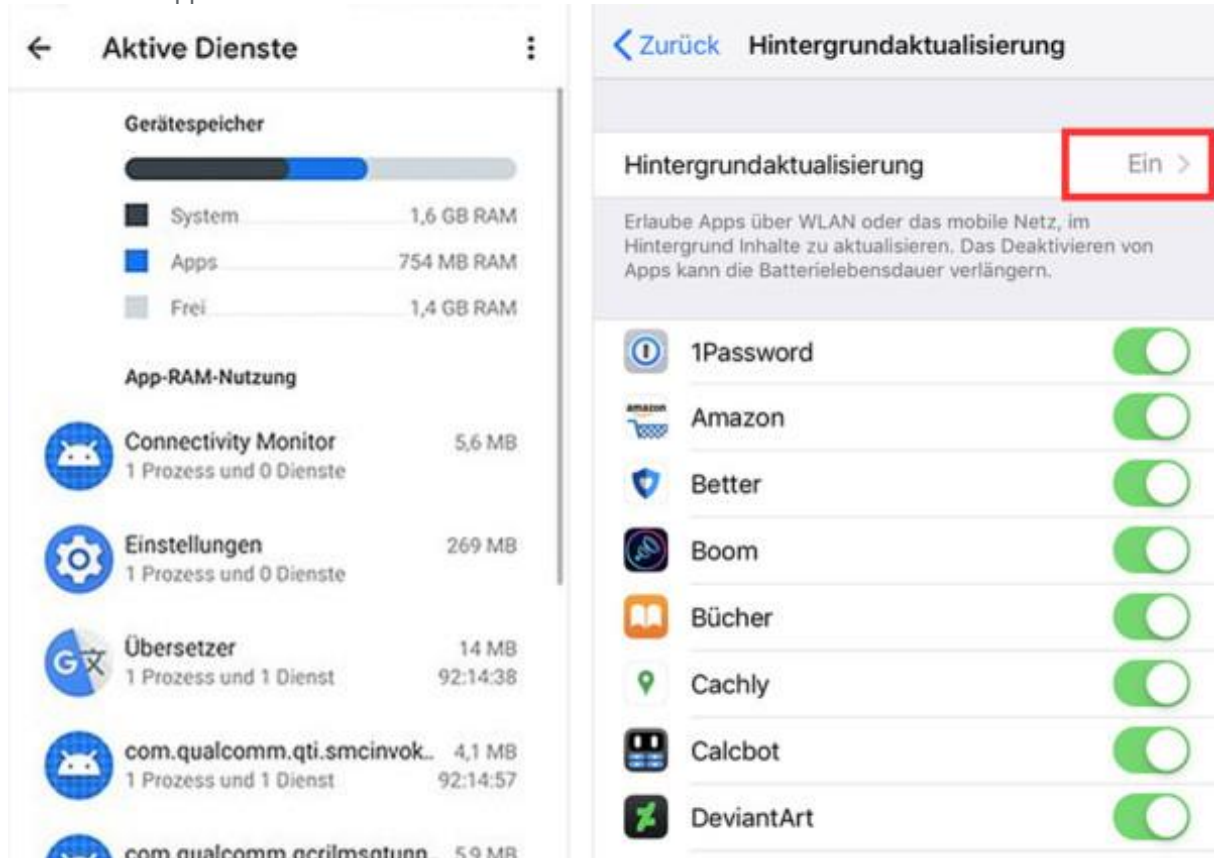 Aktive Dienste
Gerätespeicher
System 1,6 GB RAM
Apps 754 MB RAM
Frei 1,4 GB RAM
App-RAM-Nutzung
Connectivity Monitor 5,6 MB
1 Prozess und 0 Dienste
Einstellungen 269 MB
1 Prozess und 0 Dienste
Übersetzer 14 MB
1 Prozess und 1 Dienst 92:14:38
com.qualcomm.qti.smcinvok.. 4,1 MB
1 Prozess und 1 Dienst 92:14:57
5,9 MB
Zurück Hintergrundaktualisierung
Hintergrundaktualisierung Ein
Erlaube Apps über WLAN oder das mobile Netz, im
Hintergrund Inhalte zu aktualisieren. Das Deaktivieren von
Apps kann die Batterielebensdauer verlängern.
1Password
amazon
Amazon
Better
Boom
Bücher
Cachly
Calcbot
DeviantArt